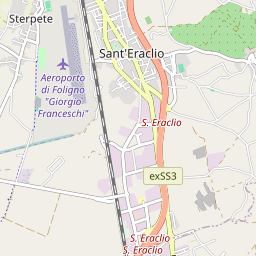 Sterpete
Sant'Eraclio
Aeroporto
di Foligno
"Giorgio
Franceschi"
S. Eraclio
exSS3
S. Eraclio
S. Eraclio